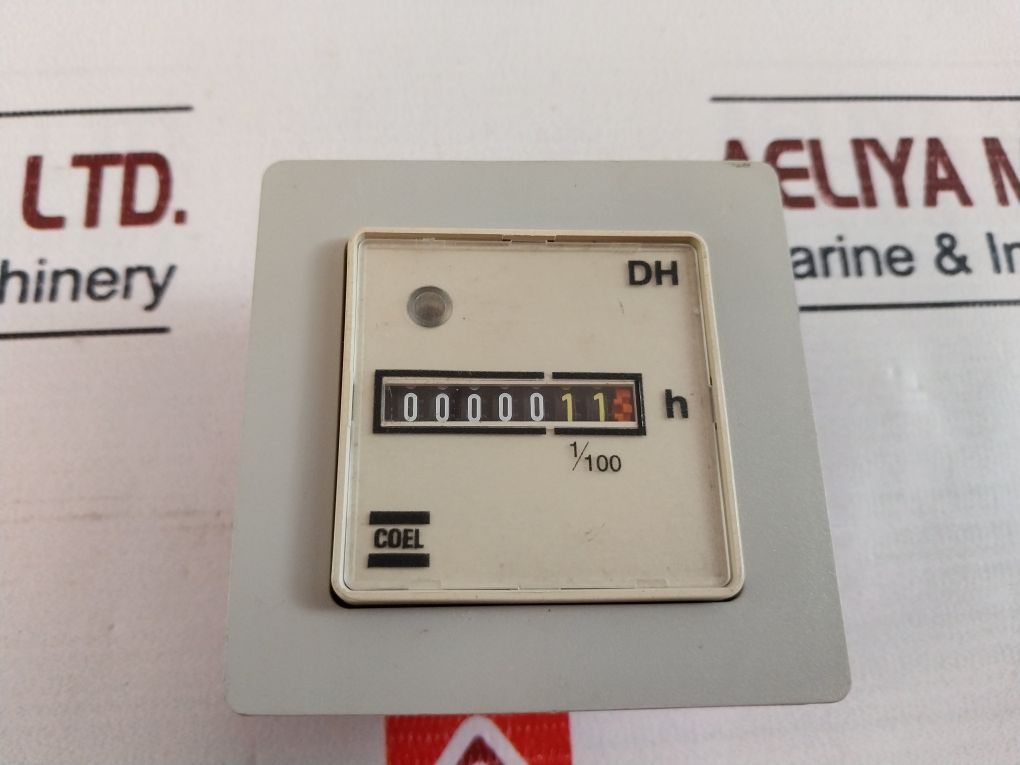 LTD.
hinery
AELIYA M
arine & In
DH
0000011
h
1/100
COEL